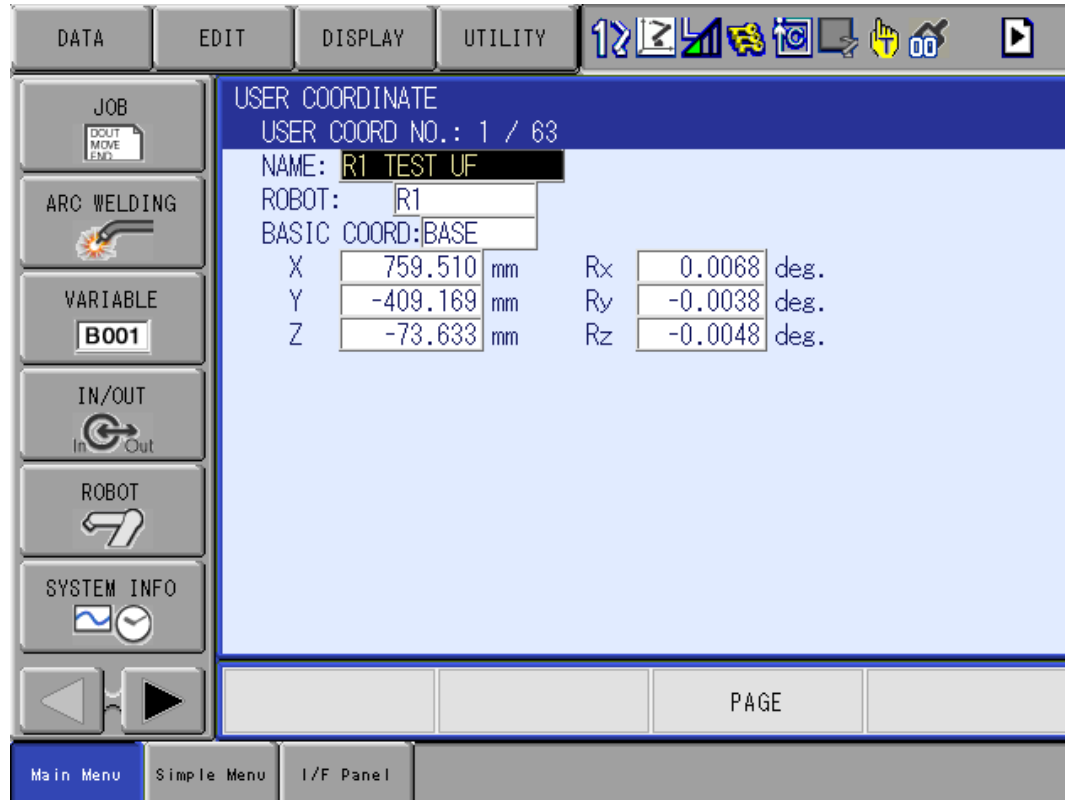 DATA EDIT DISPLAY UTILITY
JOB
DOUT
MOVE
END
ARC WELDING
VARIABLE
B001
IN/OUT
In Out
ROBOT
SYSTEM INFO
USER COORDINATE
USER COORD NO.: 1 / 63
NAME: R1 TEST UF
ROBOT: R1
BASIC COORD:BASE
X 759.510 mm Rx 0.0068 deg.
Y -409.169 mm Ry -0.0038 deg.
Z -73.633 mm Rz -0.0048 deg.
PAGE
Main Menu Simple Menu I/F Panel